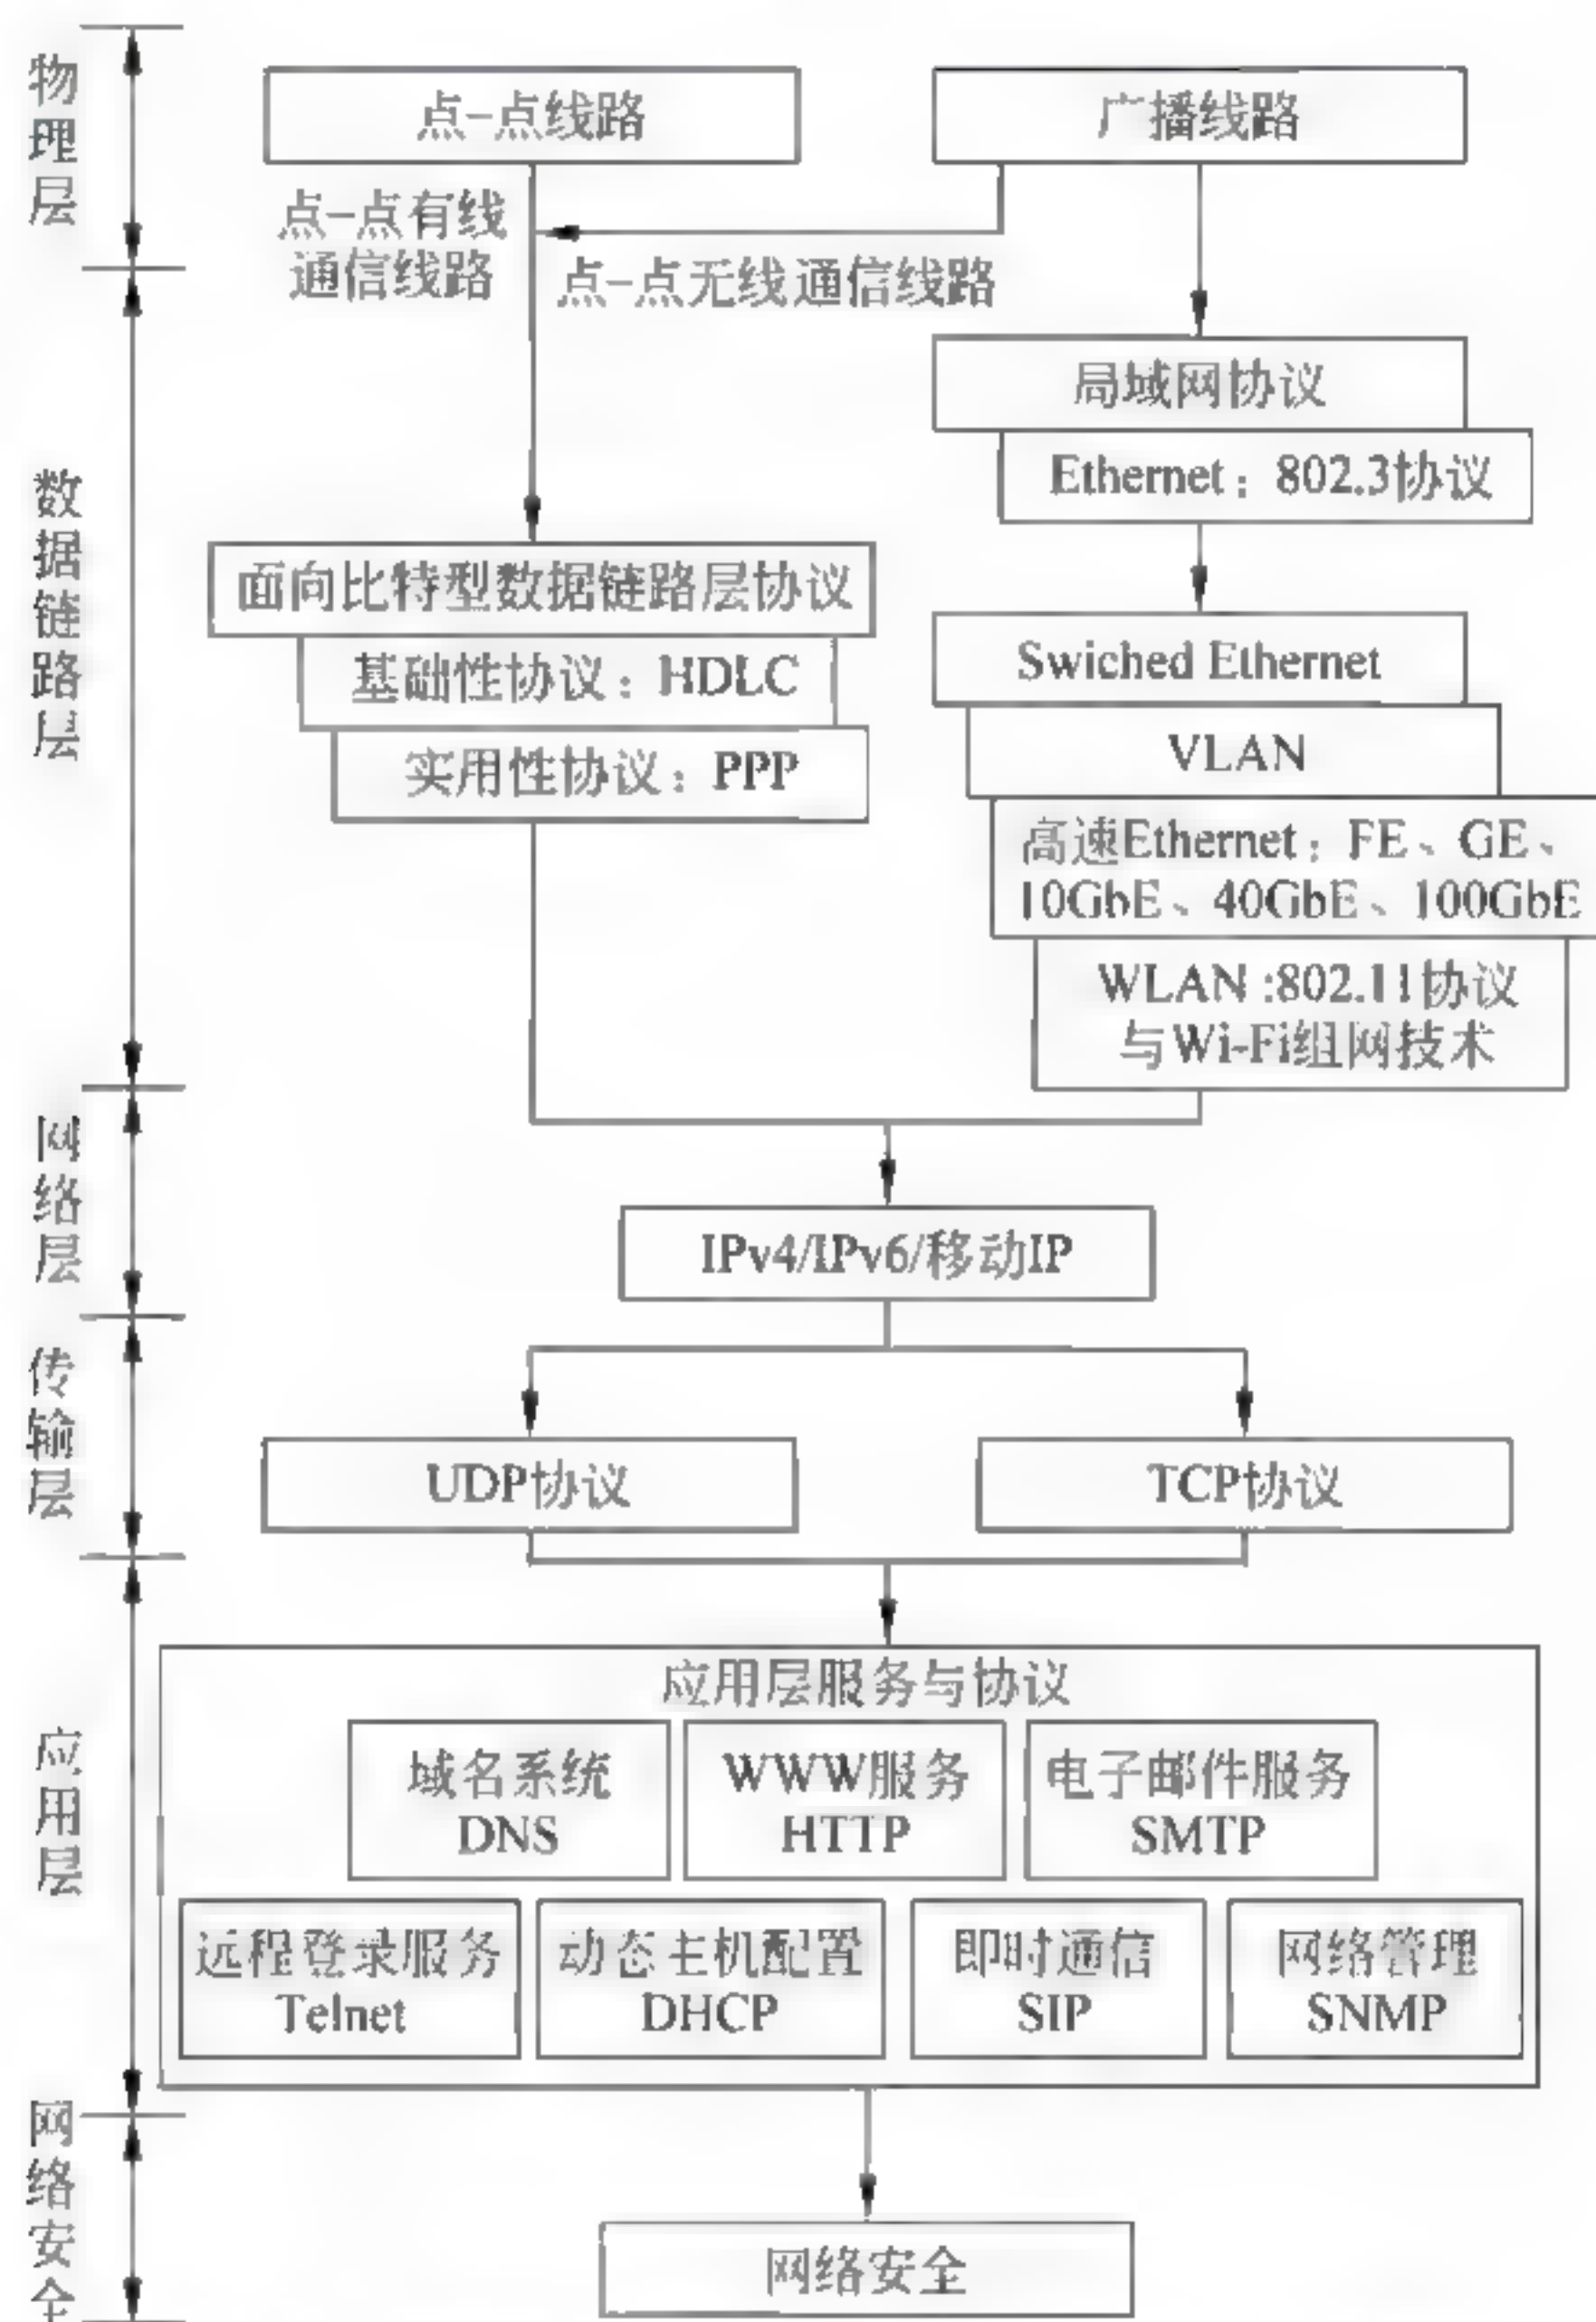 物理层
点-点线路
广播线路
点-点有线
通信线路
点-点无线通信线路
数据链路层
局域网协议
Ethernet：802.3协议
面向比特型数据链路层协议
基础性协议：HDLC
实用性协议：PPP
Swiched Ethernet
VLAN
高速Ethernet：FE、GE、
10GbE、40GbE、100GbE
WLAN :802.11协议
与Wi-Fi组网技术
网络层
IPv4/IPv6/移动IP
传输层
UDP协议
TCP协议
应用层
应用层服务与协议
域名系统
DNS
WWW服务
HTTP
电子邮件服务
SMTP
远程登录服务
Telnet
动态主机配置
DHCP
即时通信
SIP
网络管理
SNMP
网络安全
网络安全